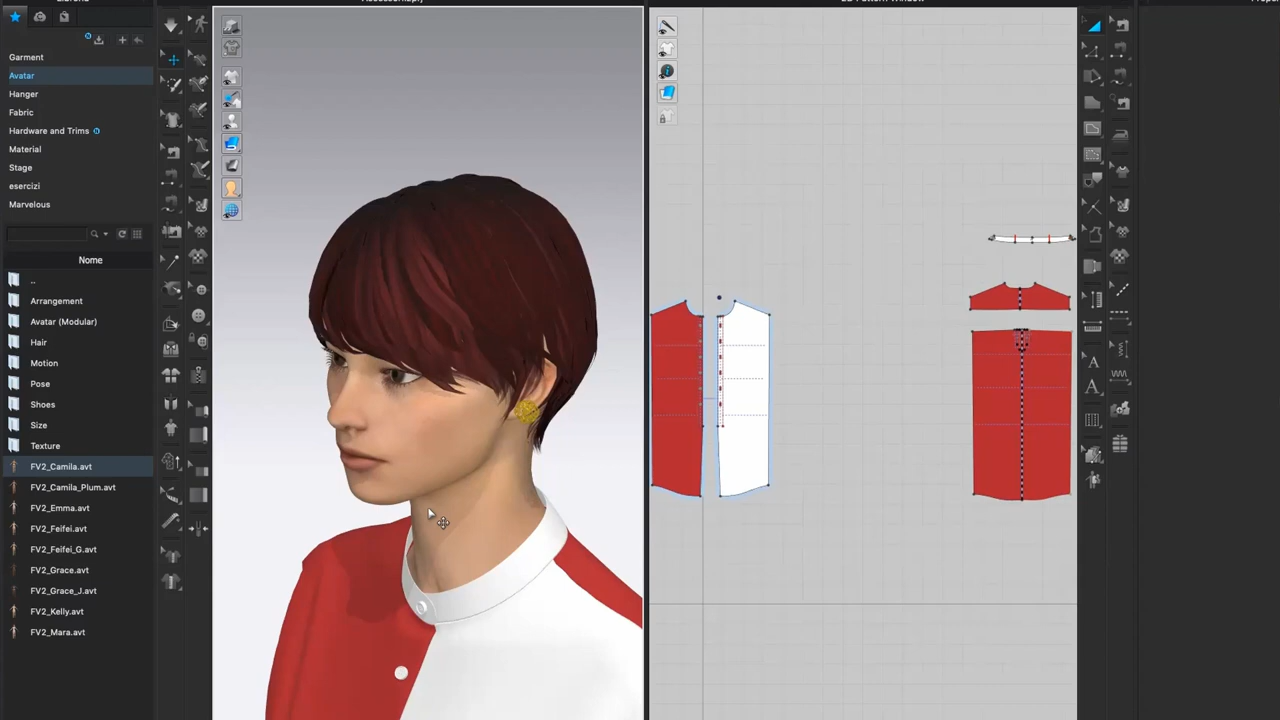 Garment
Avatar
Hanger
Fabric
Hardware and Trims
Material
Stage
esercizi
Marvelous
Nome
..
Arrangement
Avatar (Modular)
Hair
Motion
Pose
Shoes
Size
Texture
FV2_Camila.avt
FV2_Camila_Plum.avt
FV2_Emma.avt
FV2_Feifei.avt
FV2_Feifei_G.avt
FV2_Grace.avt
FV2_Grace_J.avt
FV2_Kelly.avt
FV2_Mara.avt